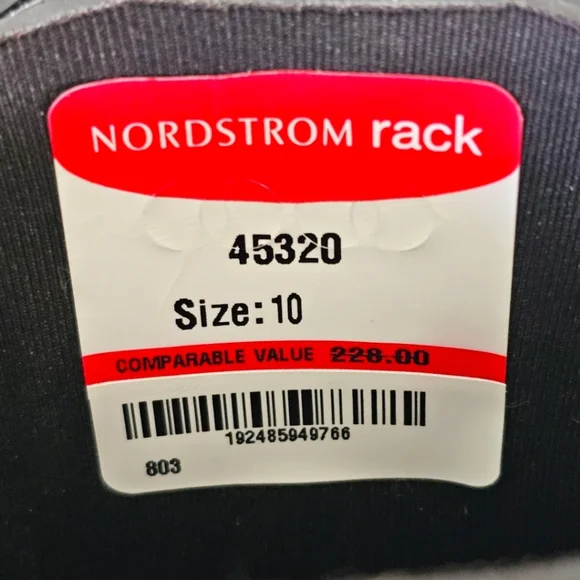 NORDSTROM rack
45320
Size:10
COMPARABLE VALUE 228.00
192485949766
803